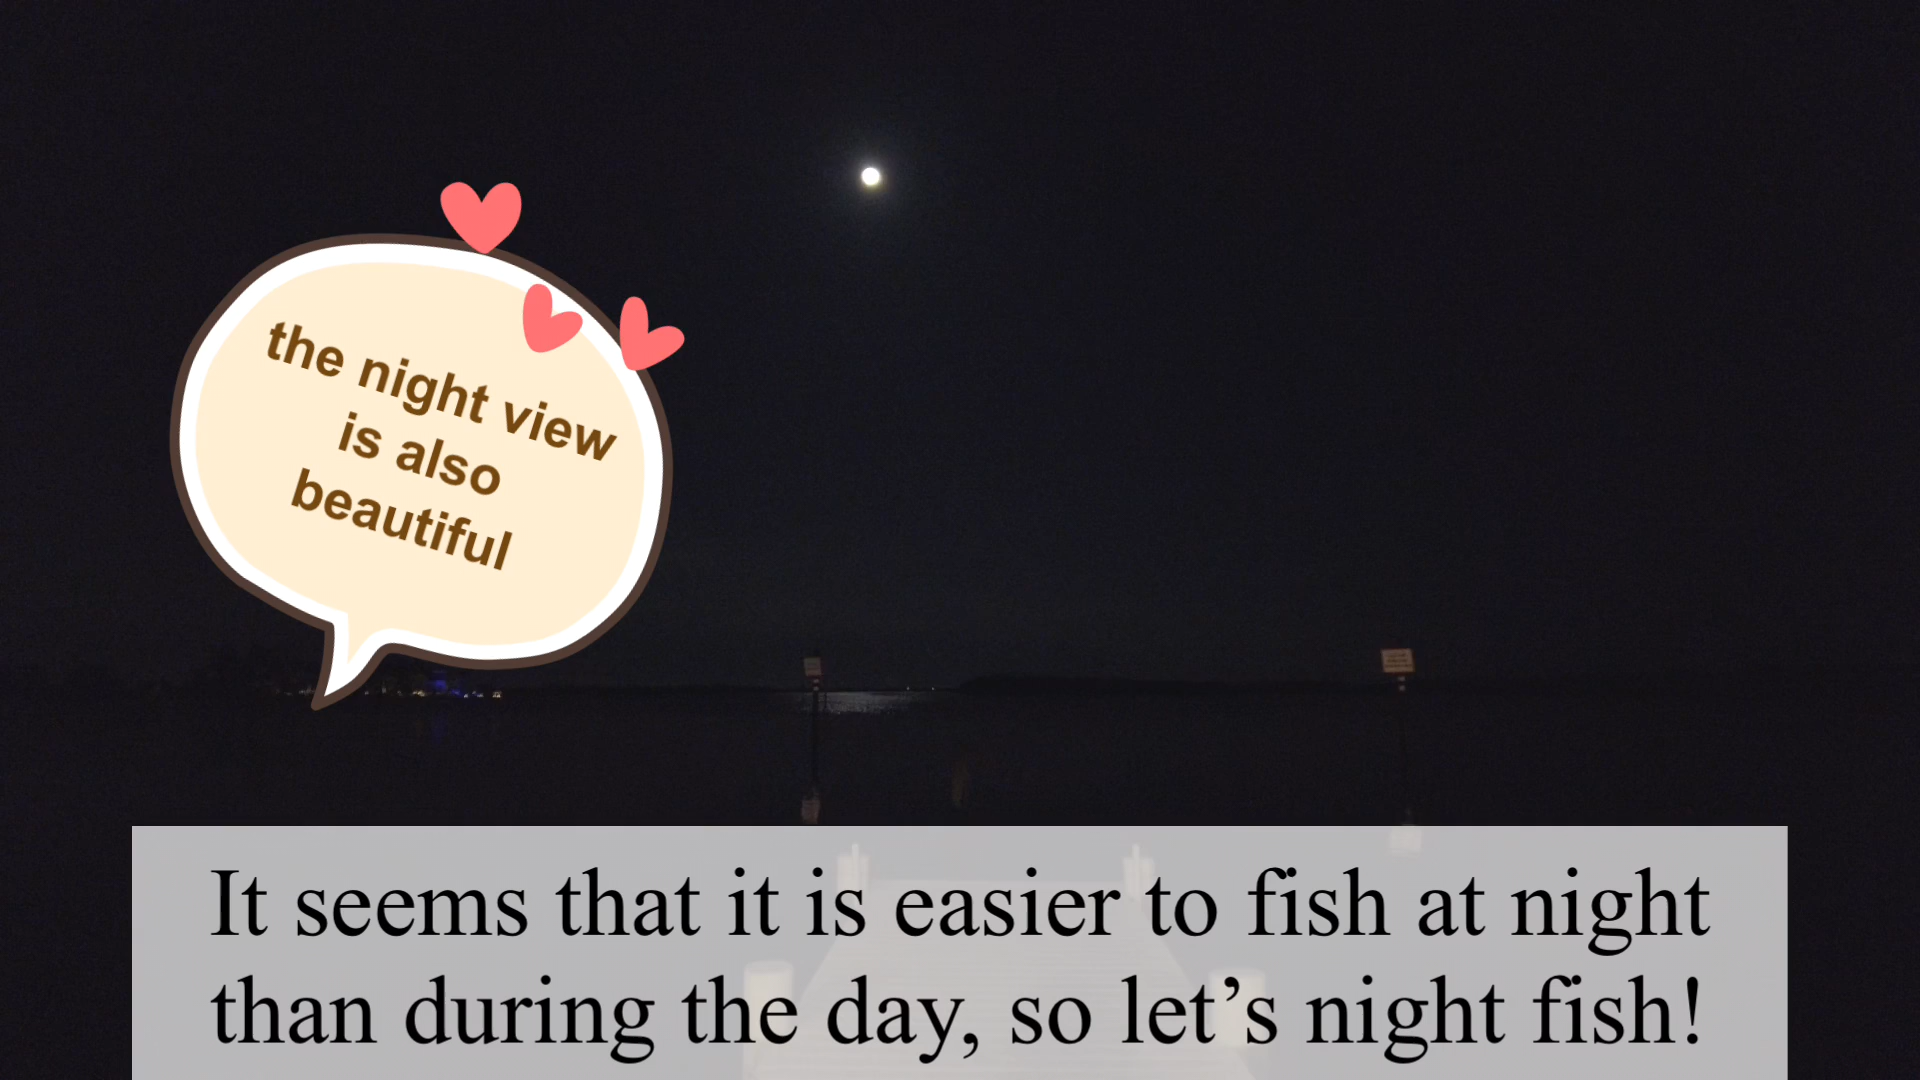 the night view
is also
beautiful
It seems that it is easier to fish at night
than during the day, so let’s night fish!